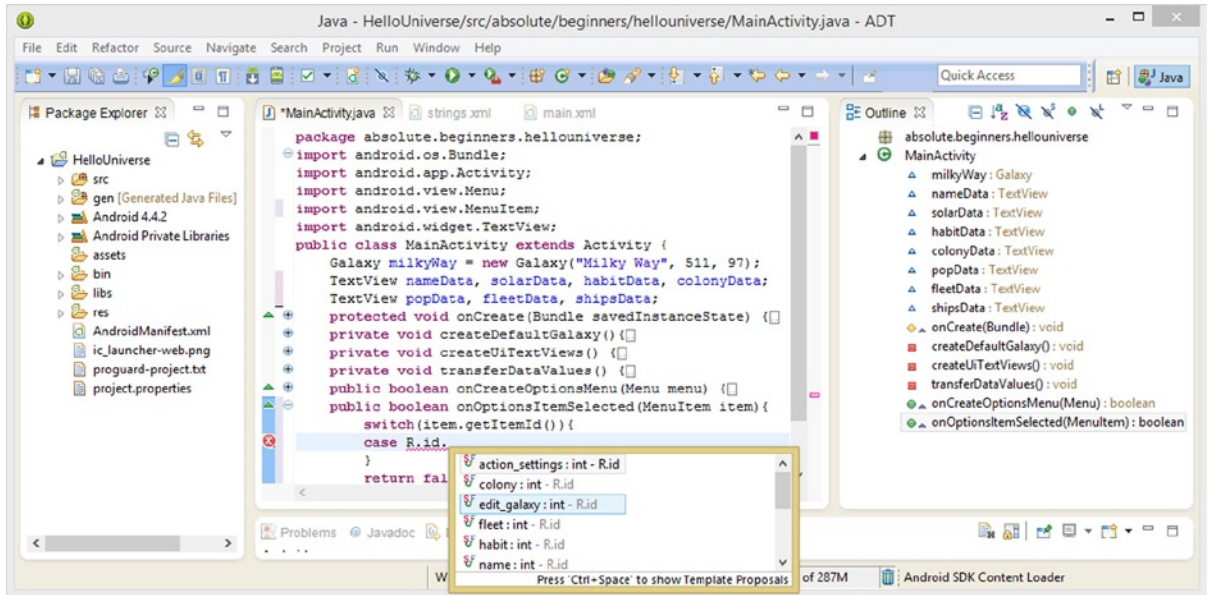 Java - HelloUniverse/src/absolute/beginners/hellouniverse/MainActivity.java - ADT
File Edit Refactor Source Navigate Search Project Run Window Help
Quick Access
Java
Package Explorer
HelloUniverse
src
gen [Generated Java Files]
Android 4.4.2
Android Private Libraries
assets
bin
libs
res
AndroidManifest.xml
ic_launcher-web.png
proguard-project.txt
project.properties
*MainActivity.java strings.xml main.xml
package absolute.beginners.hellouniverse;
import android.os.Bundle;
import android.app.Activity;
import android.view.Menu;
import android.view.MenuItem;
import android.widget.TextView;
public class MainActivity extends Activity {
Galaxy milkyWay = new Galaxy("Milky Way", 511, 97);
TextView nameData, solarData, habitData, colonyData;
TextView popData, fleetData, shipsData;
protected void onCreate(Bundle savedInstanceState) {
private void createDefaultGalaxy(){
private void createUiTextViews() {
private void transferDataValues() {
public boolean onCreateOptionsMenu(Menu menu) {
public boolean onOptionsItemSelected(MenuItem item){
switch(item.getItemId()){
case R.id.
}
return fal
action_settings : int - R.id
colony : int - R.id
edit_galaxy : int - R.id
fleet : int - R.id
habit : int - R.id
name : int - R.id
Press 'Ctrl+Space' to show Template Proposals
Problems @ Javadoc
Outline
absolute.beginners.hellouniverse
MainActivity
milkyWay : Galaxy
nameData : TextView
solarData : TextView
habitData : TextView
colonyData : TextView
popData : TextView
fleetData : TextView
shipsData : TextView
onCreate(Bundle) : void
createDefaultGalaxy() : void
createUiTextViews() : void
transferDataValues() : void
onCreateOptionsMenu(Menu) : boolean
onOptionsItemSelected(MenuItem) : boolean
W of 287M Android SDK Content Loader